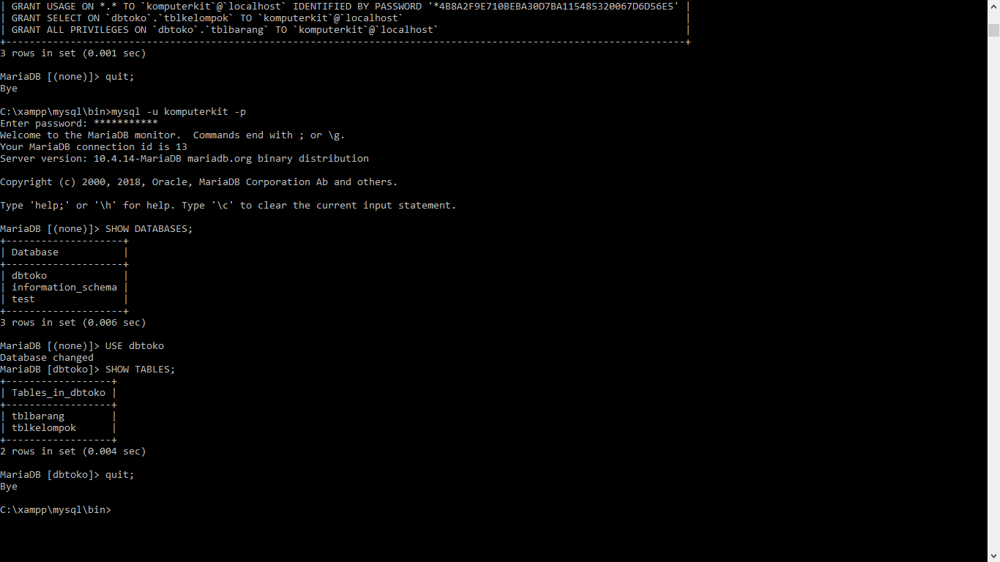 | GRANT USAGE ON *.* TO `komputerkit`@`localhost` IDENTIFIED BY PASSWORD '*4B8A2F9E710BEBA30D7BA115485320067D6D56E5' |
| GRANT SELECT ON `dbtoko`.`tblkelompok` TO `komputerkit`@`localhost`                                                |
| GRANT ALL PRIVILEGES ON `dbtoko`.`tblbarang` TO `komputerkit`@`localhost`                                          |
+--------------------------------------------------------------------------------------------------------------------+
3 rows in set (0.001 sec)

MariaDB [(none)]> quit;
Bye

C:\xampp\mysql\bin>mysql -u komputerkit -p
Enter password: ***********
Welcome to the MariaDB monitor.  Commands end with ; or \g.
Your MariaDB connection id is 13
Server version: 10.4.14-MariaDB mariadb.org binary distribution

Copyright (c) 2000, 2018, Oracle, MariaDB Corporation Ab and others.

Type 'help;' or '\h' for help. Type '\c' to clear the current input statement.

MariaDB [(none)]> SHOW DATABASES;
+--------------------+
| Database           |
+--------------------+
| dbtoko             |
| information_schema |
| test               |
+--------------------+
3 rows in set (0.006 sec)

MariaDB [(none)]> USE dbtoko
Database changed
MariaDB [dbtoko]> SHOW TABLES;
+------------------+
| Tables_in_dbtoko |
+------------------+
| tblbarang        |
| tblkelompok      |
+------------------+
2 rows in set (0.004 sec)

MariaDB [dbtoko]> quit;
Bye

C:\xampp\mysql\bin>